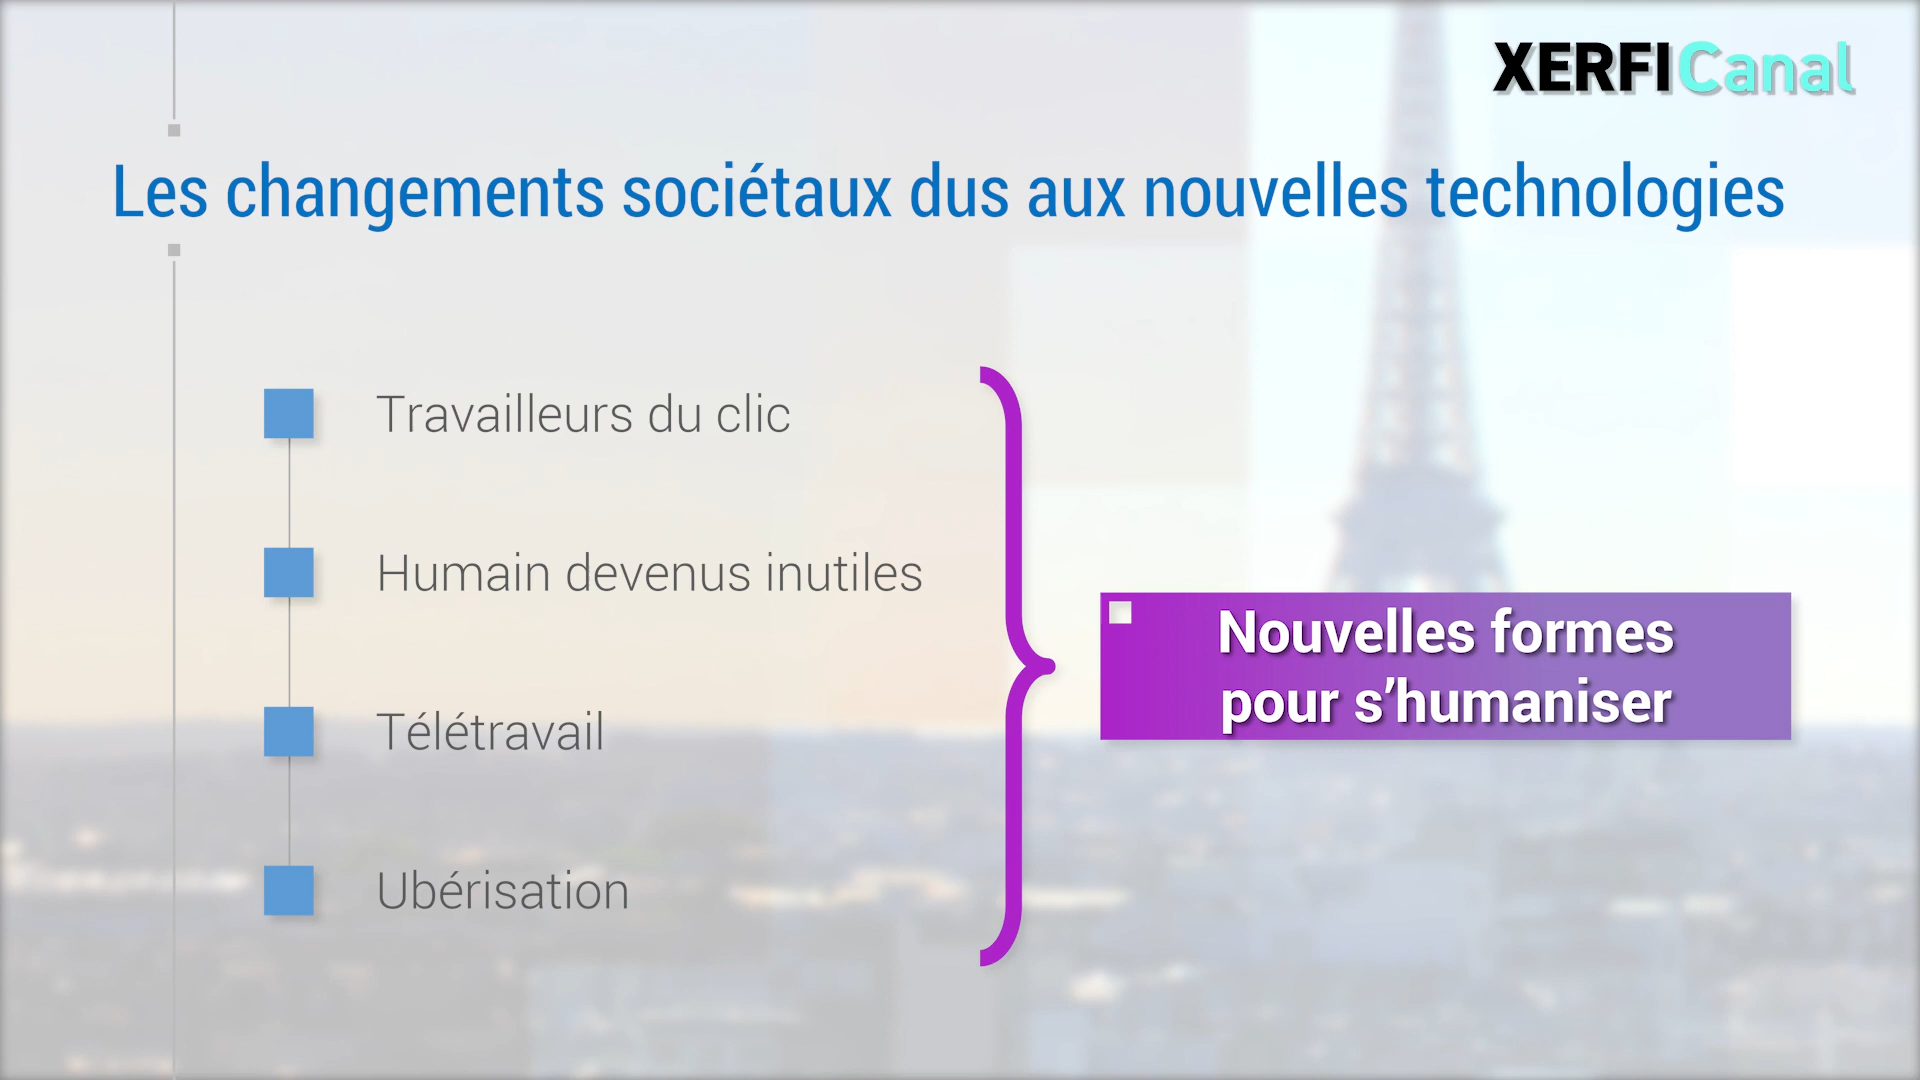 XERFI Canal
Les changements sociétaux dus aux nouvelles technologies
Travailleurs du clic
Humain devenus inutiles
Télétravail
Ubérisation
Nouvelles formes
pour s’humaniser